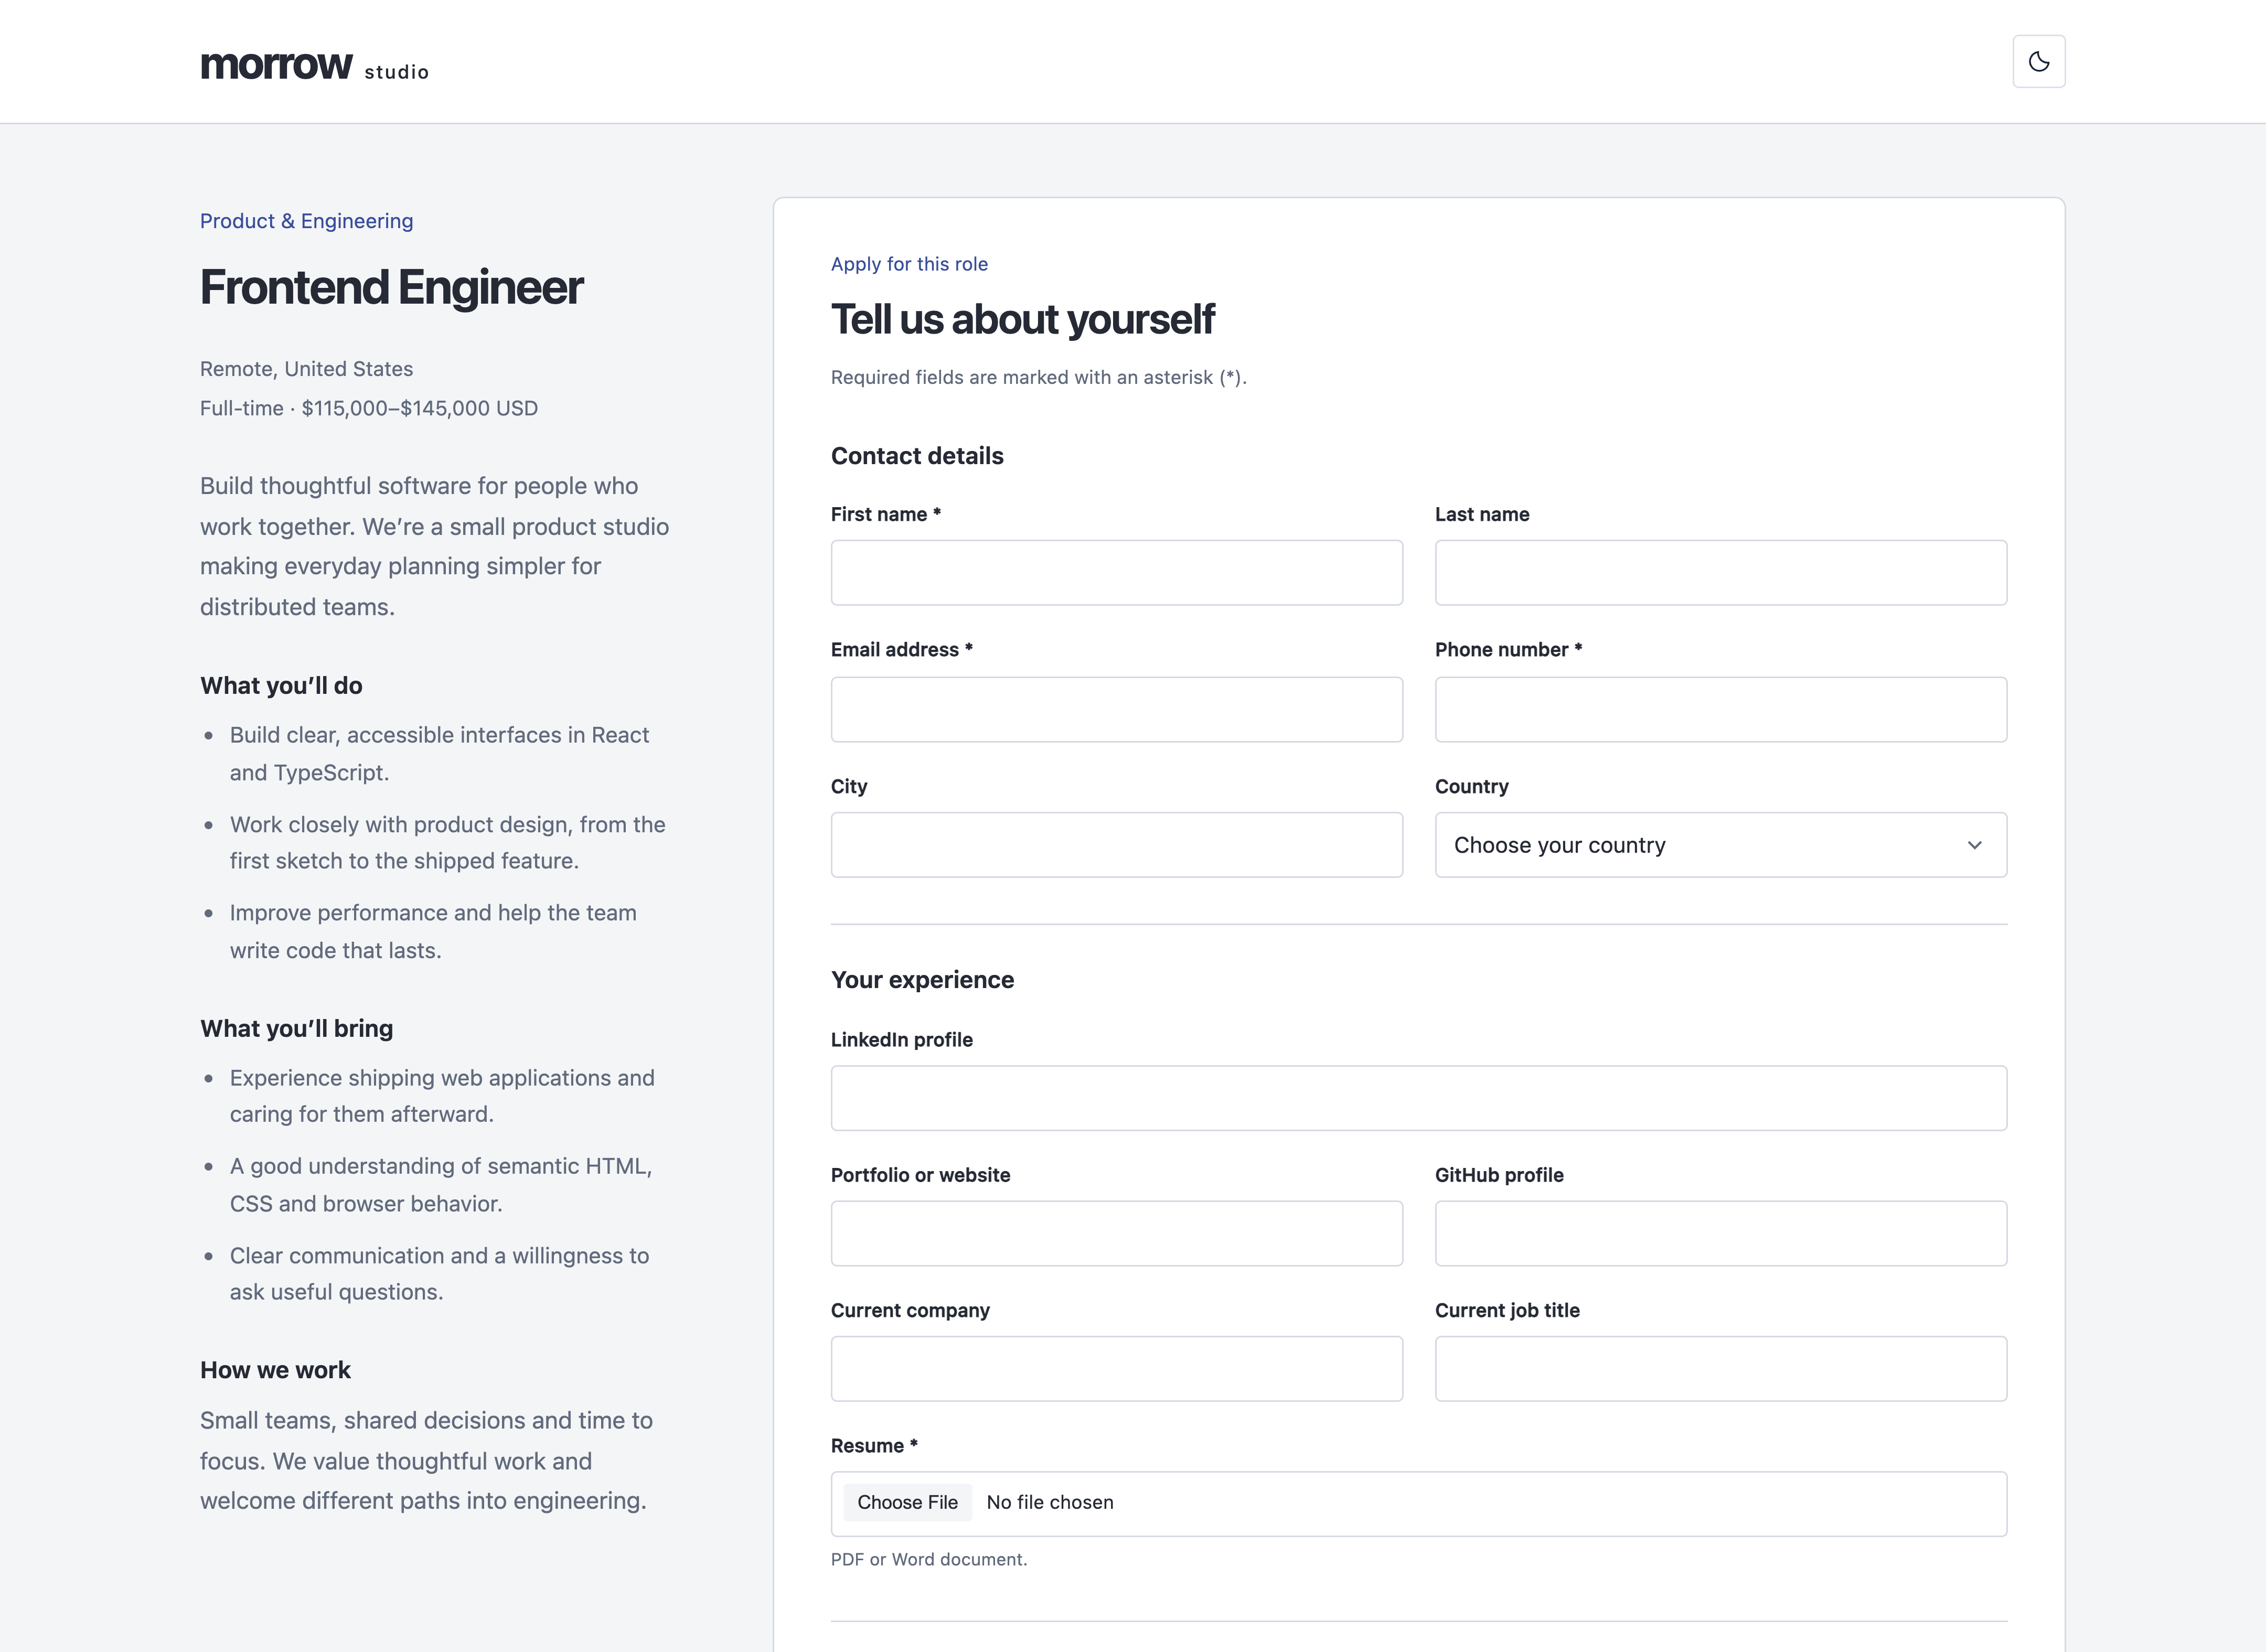 morrow studio
Product & Engineering
Frontend Engineer
Remote, United States
Full-time · $115,000–$145,000 USD
Build thoughtful software for people who
work together. We’re a small product studio
making everyday planning simpler for
distributed teams.
What you’ll do
• Build clear, accessible interfaces in React
and TypeScript.
• Work closely with product design, from the
first sketch to the shipped feature.
• Improve performance and help the team
write code that lasts.
What you’ll bring
• Experience shipping web applications and
caring for them afterward.
• A good understanding of semantic HTML,
CSS and browser behavior.
• Clear communication and a willingness to
ask useful questions.
How we work
Small teams, shared decisions and time to
focus. We value thoughtful work and
welcome different paths into engineering.
Apply for this role
Tell us about yourself
Required fields are marked with an asterisk (*).
Contact details
First name *
Last name
Email address *
Phone number *
City
Country
Choose your country
Your experience
LinkedIn profile
Portfolio or website
GitHub profile
Current company
Current job title
Resume *
Choose File No file chosen
PDF or Word document.